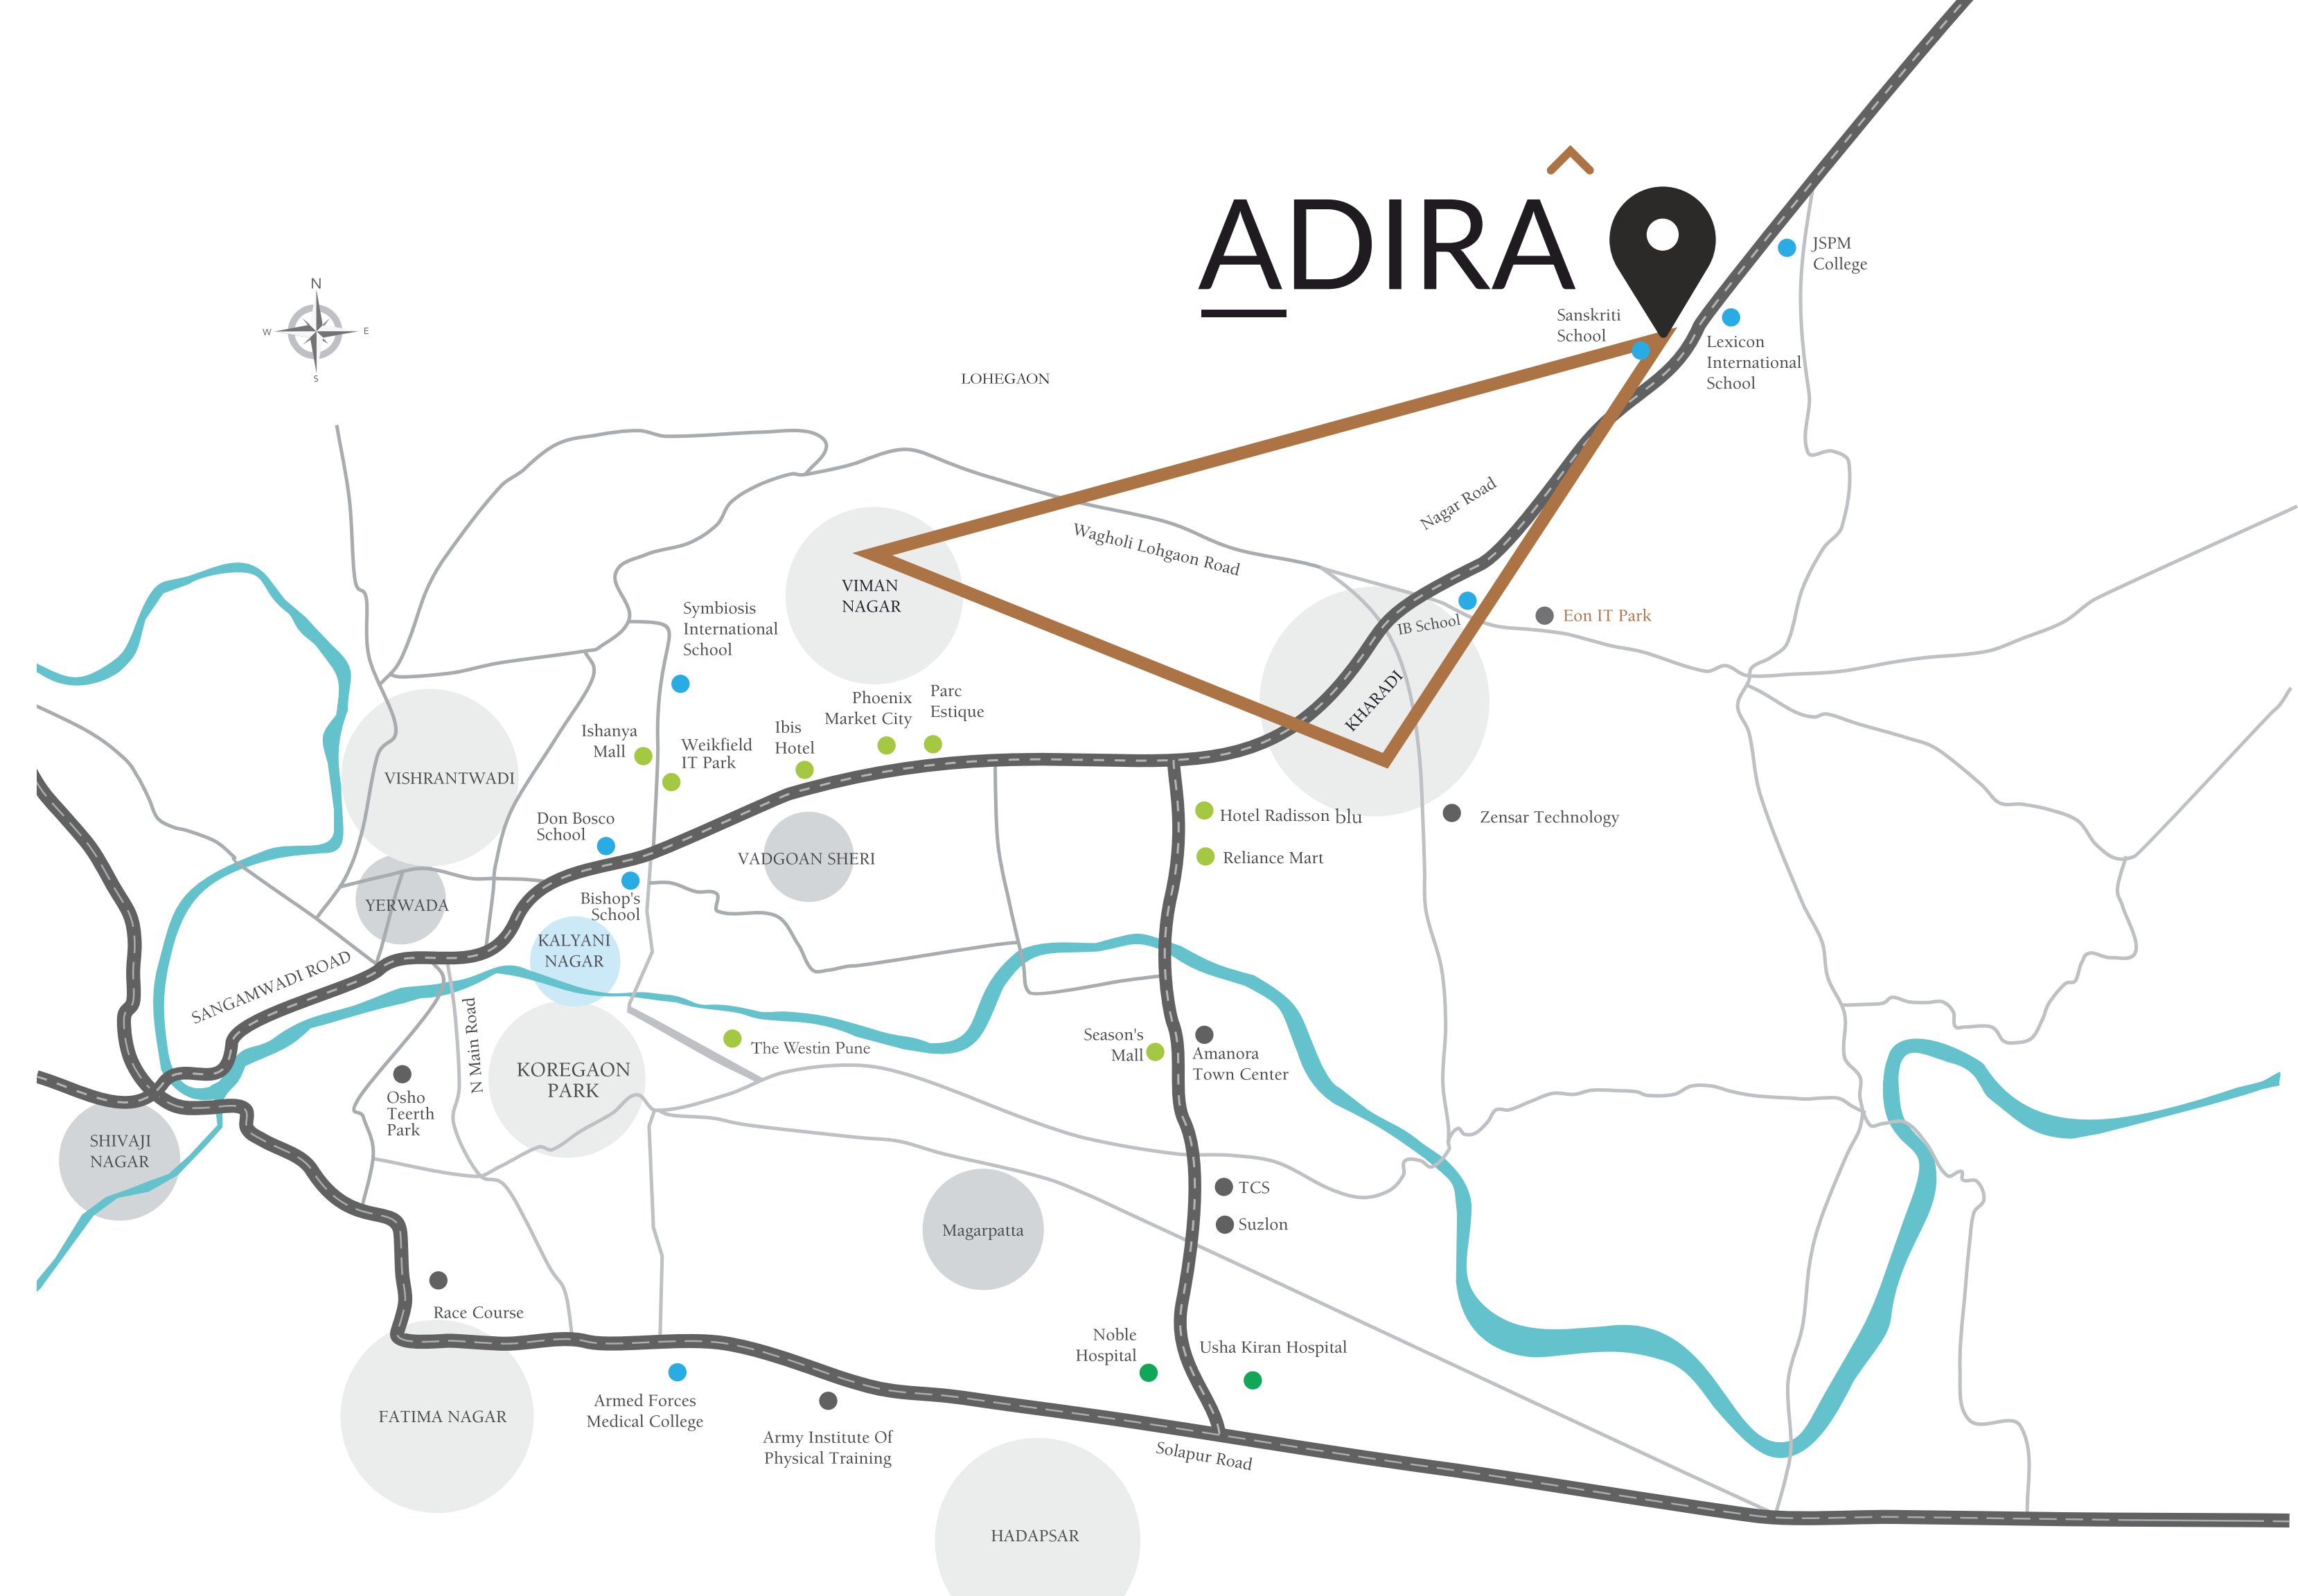 ADIRA
JSPM
College
Sanskriti
School
Lexicon
International
School
N
W
E
S
LOHEGAON
Nagar Road
Wagholi Lohgaon Road
VIMAN
NAGAR
Symbiosis
International
School
IB School
Eon IT Park
KHARADI
Phoenix
Market City
Parc
Estique
Ishanya
Mall
Weikfield
IT Park
Ibis
Hotel
VISHRANTWADI
Don Bosco
School
Hotel Radisson blu
Zensar Technology
VADGOAN SHERI
Reliance Mart
YERWADA
Bishop's
School
KALYANI
NAGAR
SANGAMWADI ROAD
N Main Road
The Westin Pune
Season's
Mall
Amanora
Town Center
KOREGAON
PARK
Osho
Teerth
Park
SHIVAJI
NAGAR
TCS
Suzlon
Magarpatta
Race Course
Noble
Hospital
Usha Kiran Hospital
FATIMA NAGAR
Armed Forces
Medical College
Army Institute Of
Physical Training
Solapur Road
HADAPSAR